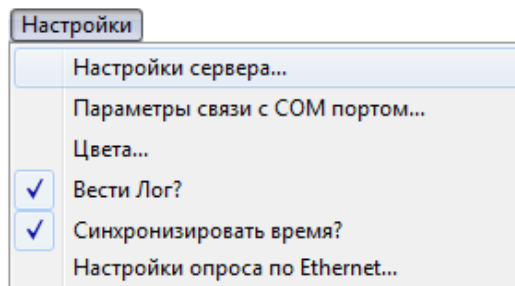 Настройки
Настройки сервера...
Параметры связи с COM портом...
Цвета...
Вести Лог?
Синхронизировать время?
Настройки опроса по Ethernet...